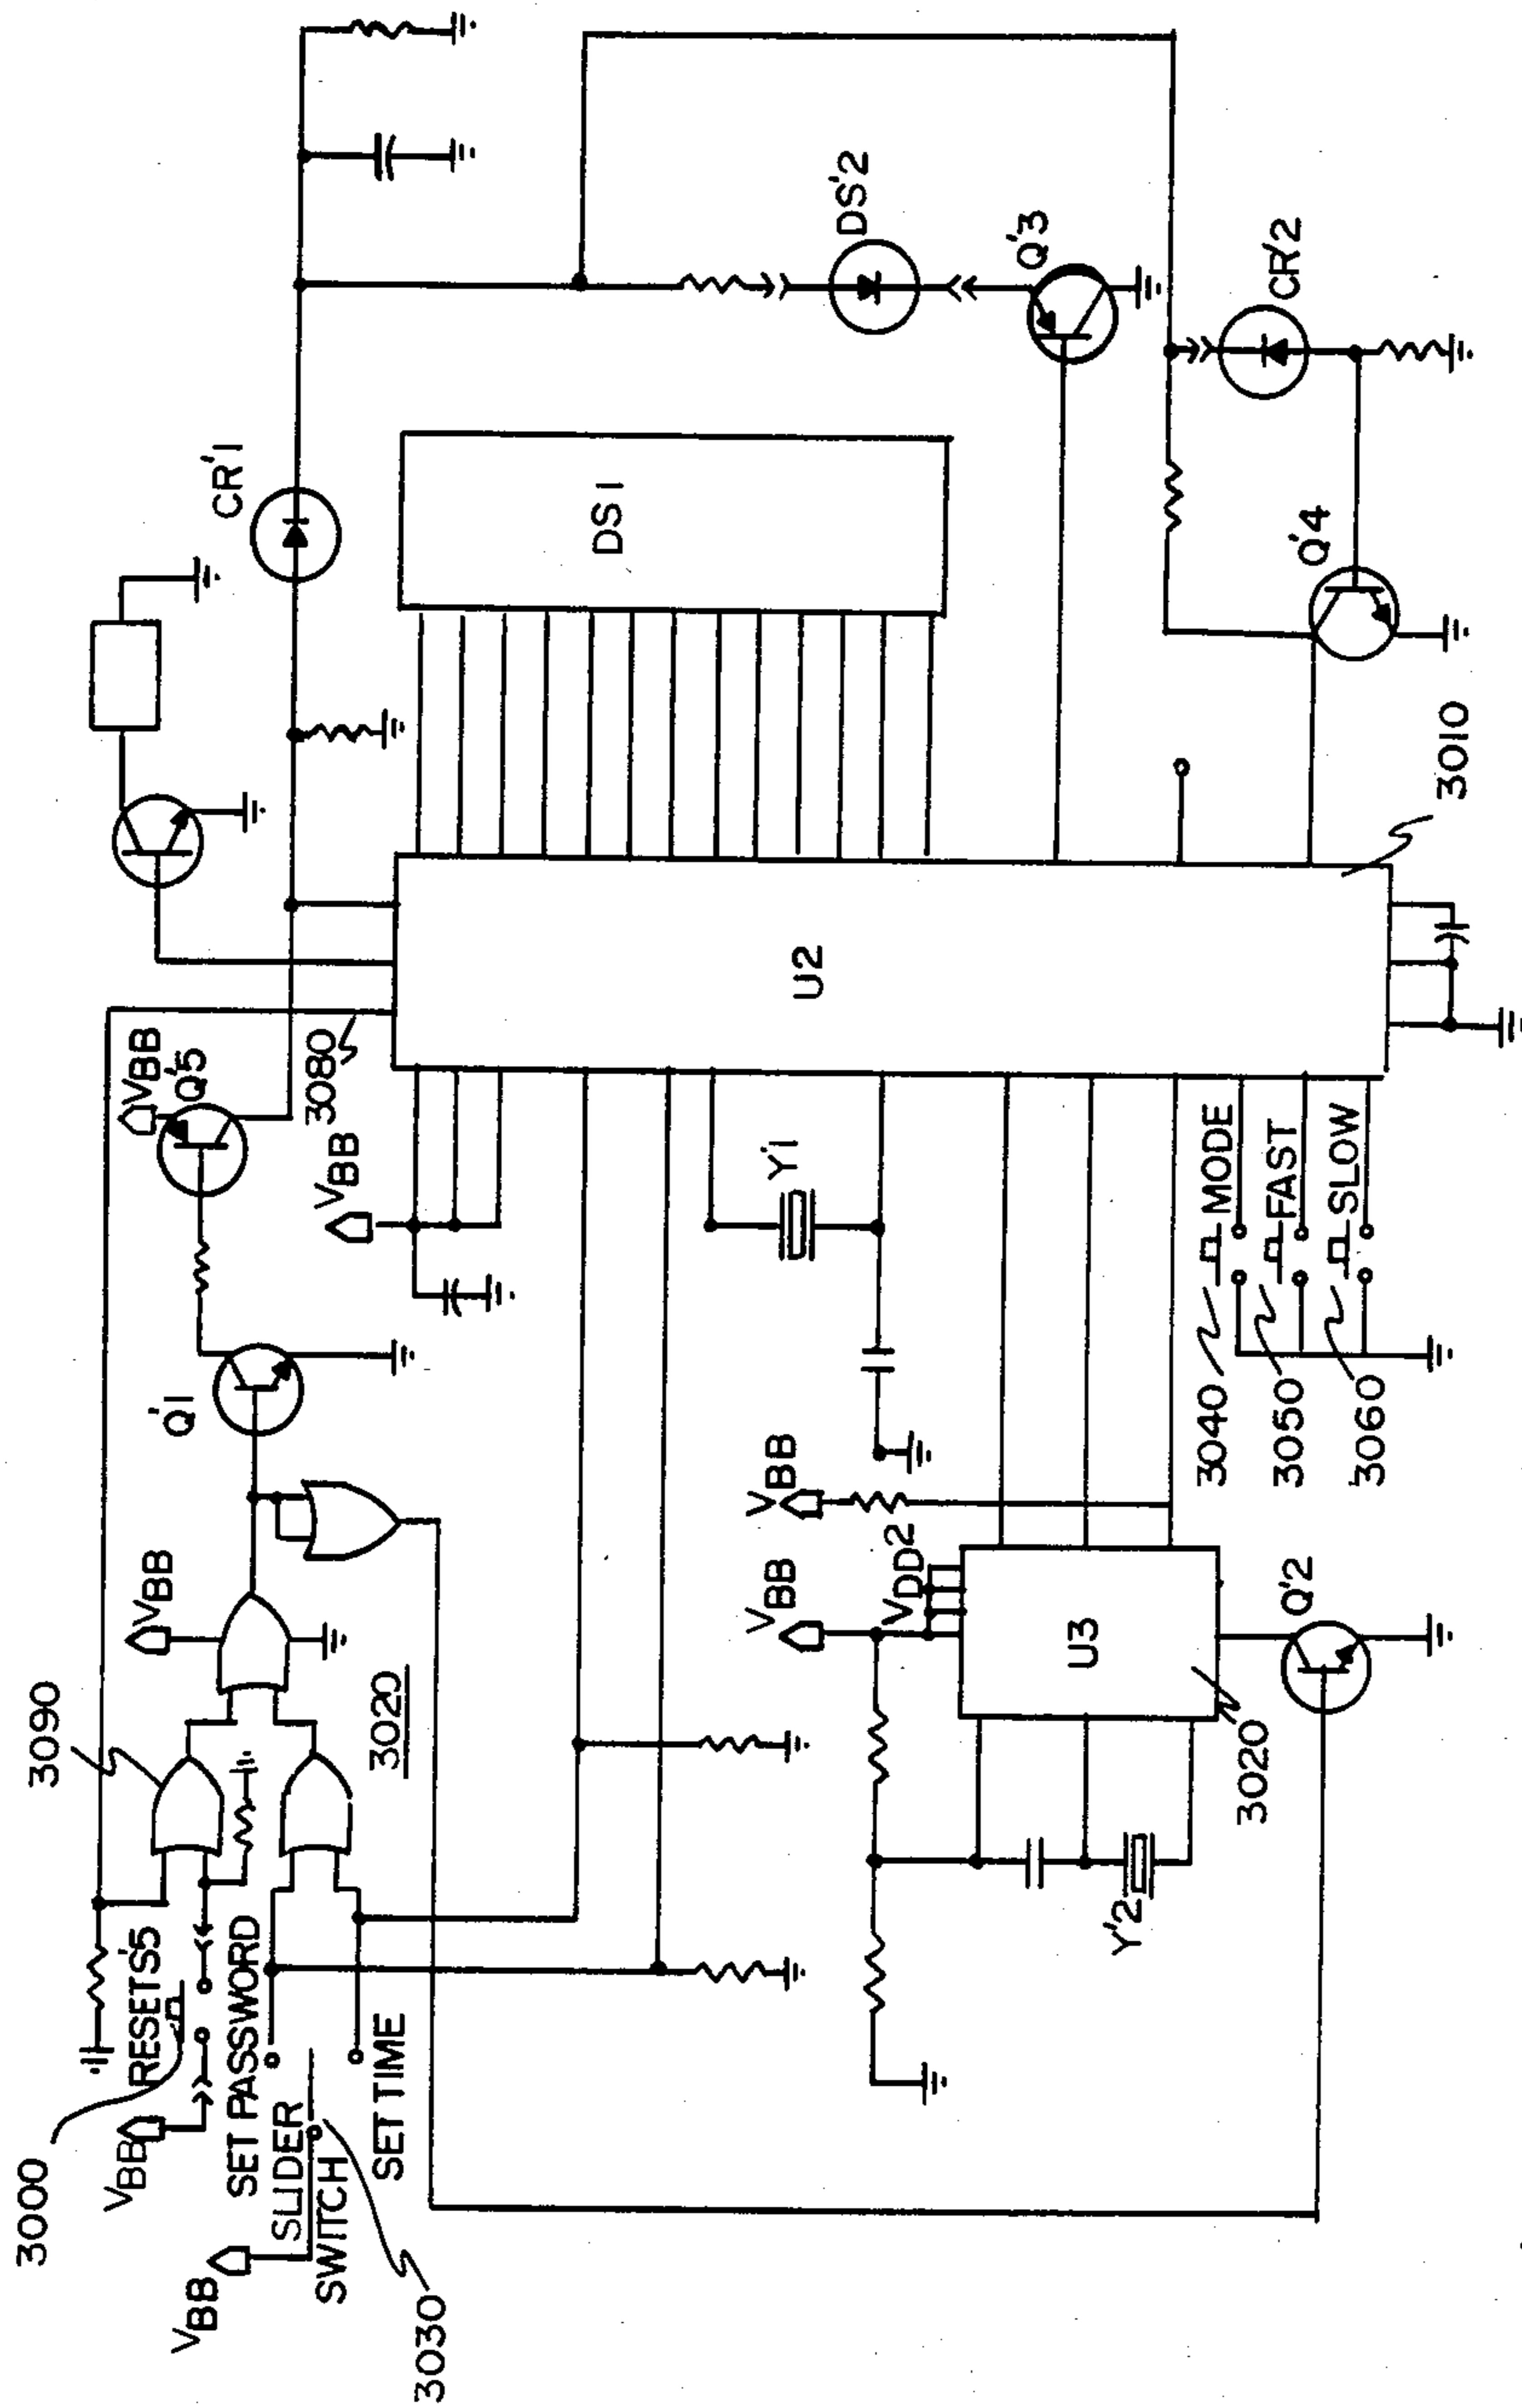 3000
VBB
RESET S'5
SET PASSWORD
VBB
SLIDER
SWITCH
SET TIME
3030
3090
3020
VBB
Q'1
VBB
Q'5
3080
VBB
CR'1
U2
DS1
DS'2
Q'3
CR'2
Q'4
3010
Y'1
VBB
VBB
VDD2
U3
3020
Y'2
Q'2
3040
MODE
3050
FAST
3060
SLOW